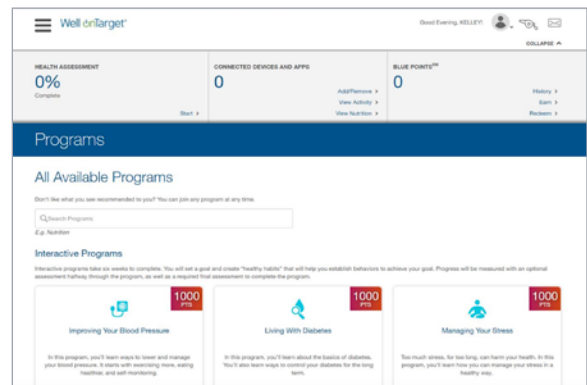 Well onTarget®
Good Evening, KELLEY!
COLLAPSE
HEALTH ASSESSMENT
0%
Complete
Start >
CONNECTED DEVICES AND APPS
0
Add/Remove >
View Activity >
View Nutrition >
BLUE POINTS℠
0
History >
Earn >
Redeem >
Programs
All Available Programs
Don't like what you see recommended to you? You can join any program at any time.
Search Programs
E.g. Nutrition
Interactive Programs
Interactive programs take six weeks to complete. You will set a goal and create "healthy habits" that will help you establish behaviors to achieve your goal. Progress will be measured with an optional
assessment halfway through the program, as well as a required final assessment to complete the program.
1000
PTS
Improving Your Blood Pressure
In this program, you'll learn ways to lower and manage
your blood pressure. It starts with exercising more, eating
healthier, and self-monitoring.
1000
PTS
Living With Diabetes
In this program, you'll learn about the basics of diabetes.
You'll also learn ways to control your diabetes for the long
term.
1000
PTS
Managing Your Stress
Too much stress, for too long, can harm your health. In this
program, you'll learn how you can manage your stress in a
healthy way.